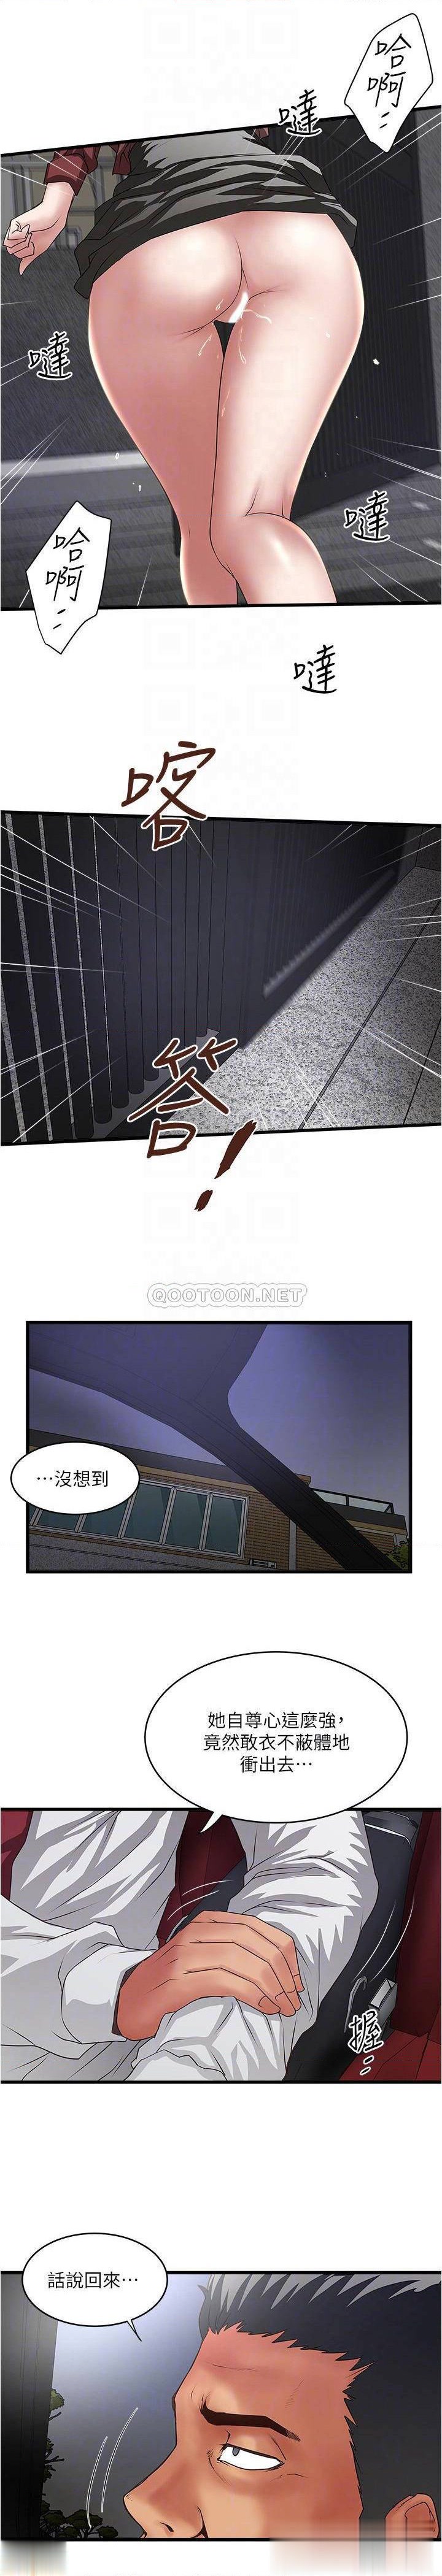 哈啊…
噠
噠
噠
哈啊…
噠
喀
答!
QOOTOON.NET
…沒想到
她自尊心這麼強,
竟然敢衣不蔽體地
衝出去…
握…
話說回來…